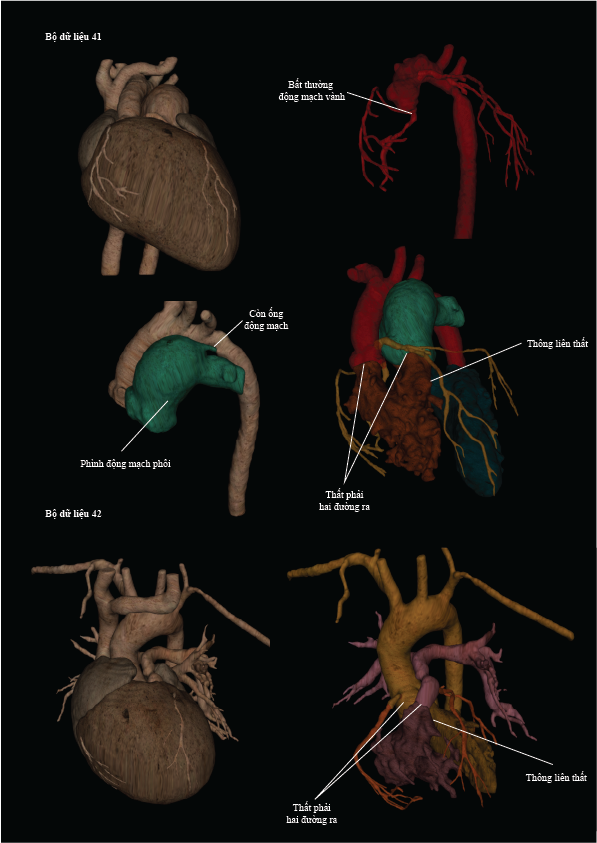 Bộ dữ liệu 41
Bất thường
động mạch vành
Còn ống
động mạch
Thông liên thất
Phình động mạch phổi
Thất phải
hai đường ra
Bộ dữ liệu 42
Thông liên thất
Thất phải
hai đường ra